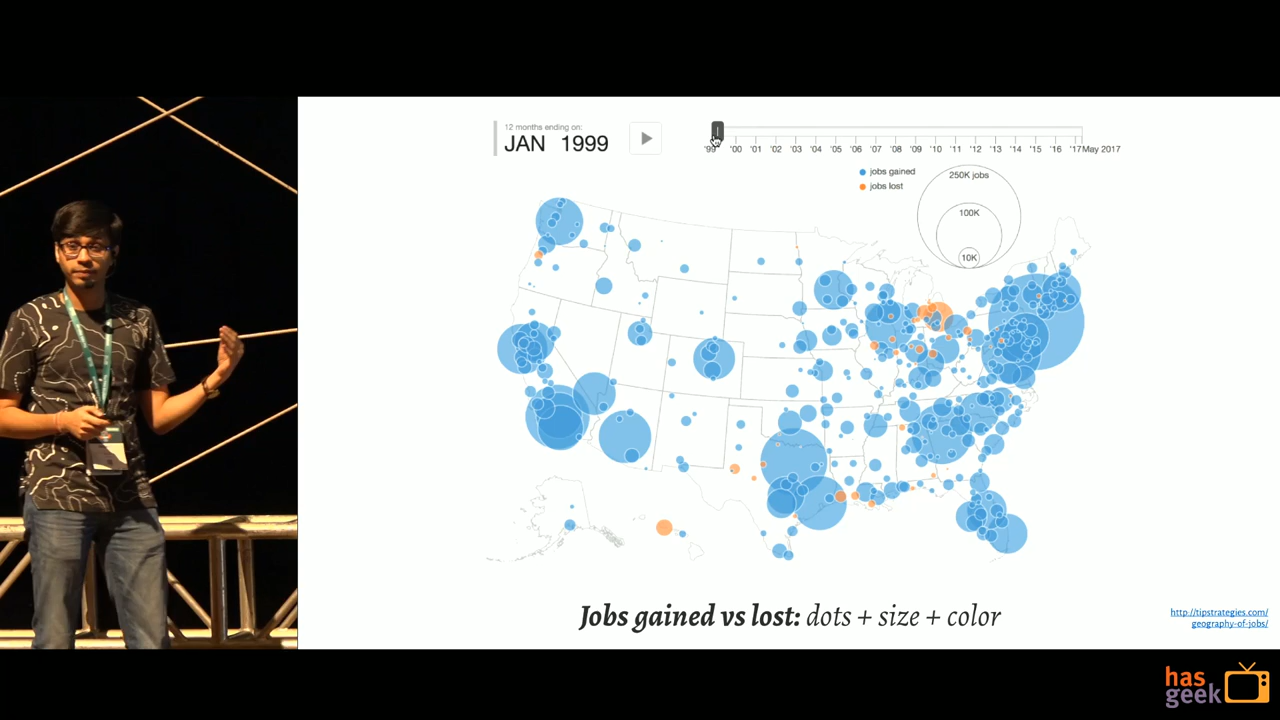 12 months ending on:
JAN 1999
'99 '00 '01 '02 '03 '04 '05 '06 '07 '08 '09 '10 '11 '12 '13 '14 '15 '16 '17 May 2017
jobs gained
jobs lost
250K jobs
100K
10K
Jobs gained vs lost: dots + size + color
http://tipstrategies.com/
geography-of-jobs/
has
geek